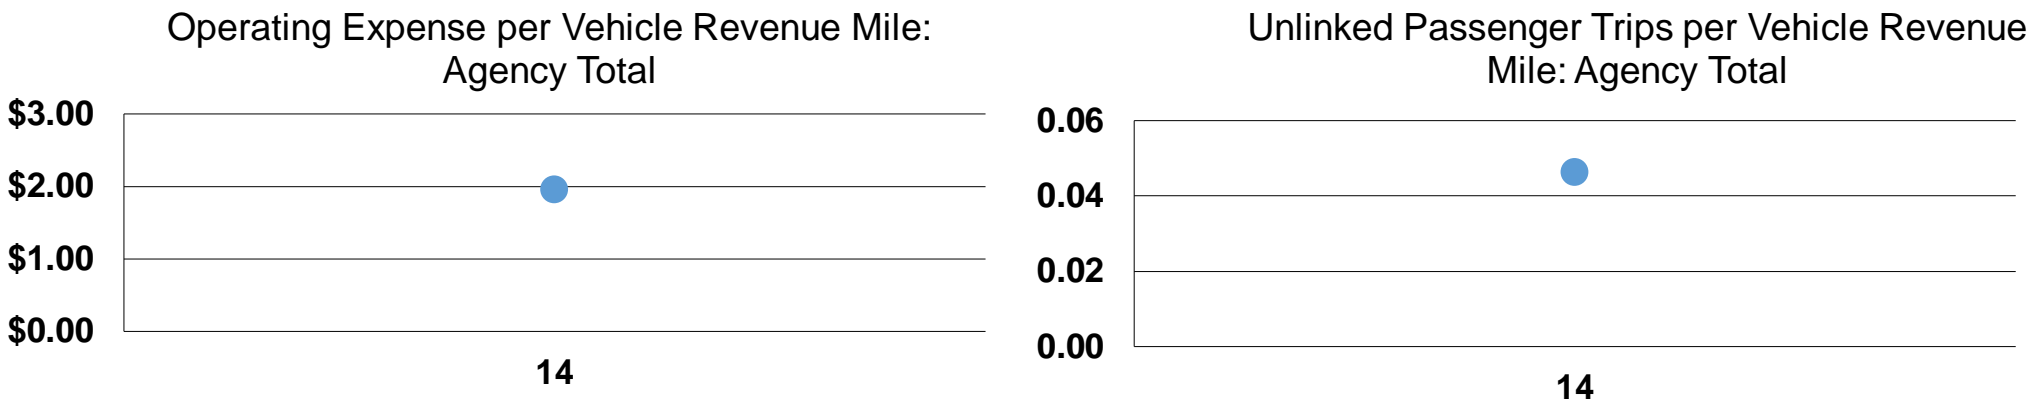 Operating Expense per Vehicle Revenue Mile:
Agency Total
$3.00
$2.00
$1.00
$0.00
14
Unlinked Passenger Trips per Vehicle Revenue
Mile: Agency Total
0.06
0.04
0.02
0.00
14